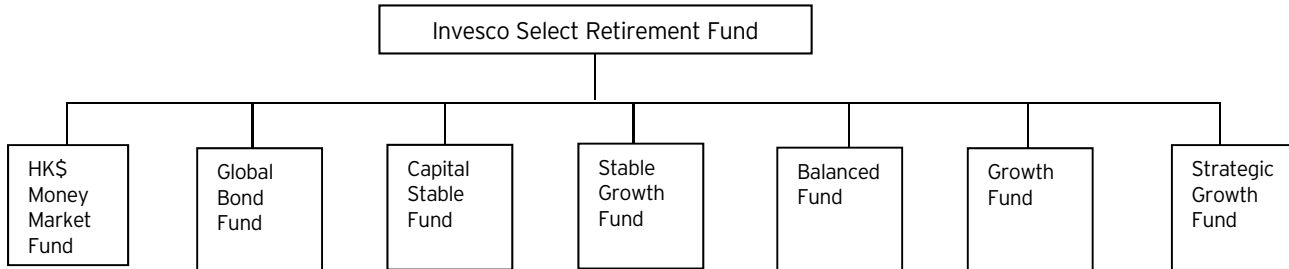 Invesco Select Retirement Fund
HK$
Money
Market
Fund
Global
Bond
Fund
Capital
Stable
Fund
Stable
Growth
Fund
Balanced
Fund
Growth
Fund
Strategic
Growth
Fund